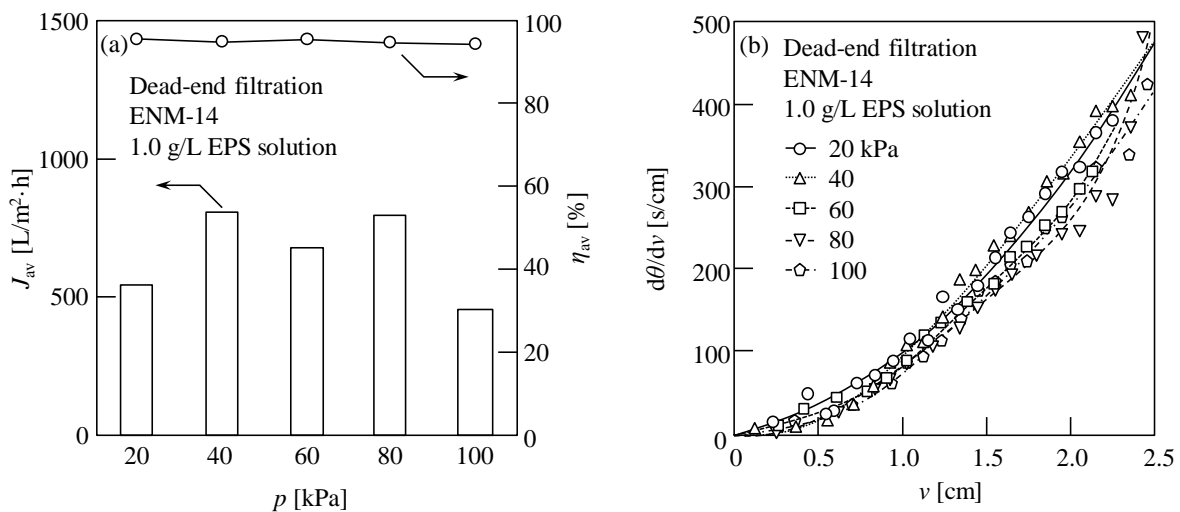 1500
1000
500
0
J_av [L/m²·h]
(a)
Dead-end filtration
ENM-14
1.0 g/L EPS solution
100
80
60
40
20
0
η_av [%]
20 40 60 80 100
p [kPa]
500
400
300
200
100
0
dθ/dv [s/cm]
(b)
Dead-end filtration
ENM-14
1.0 g/L EPS solution
20 kPa
40
60
80
100
0 0.5 1.0 1.5 2.0 2.5
v [cm]